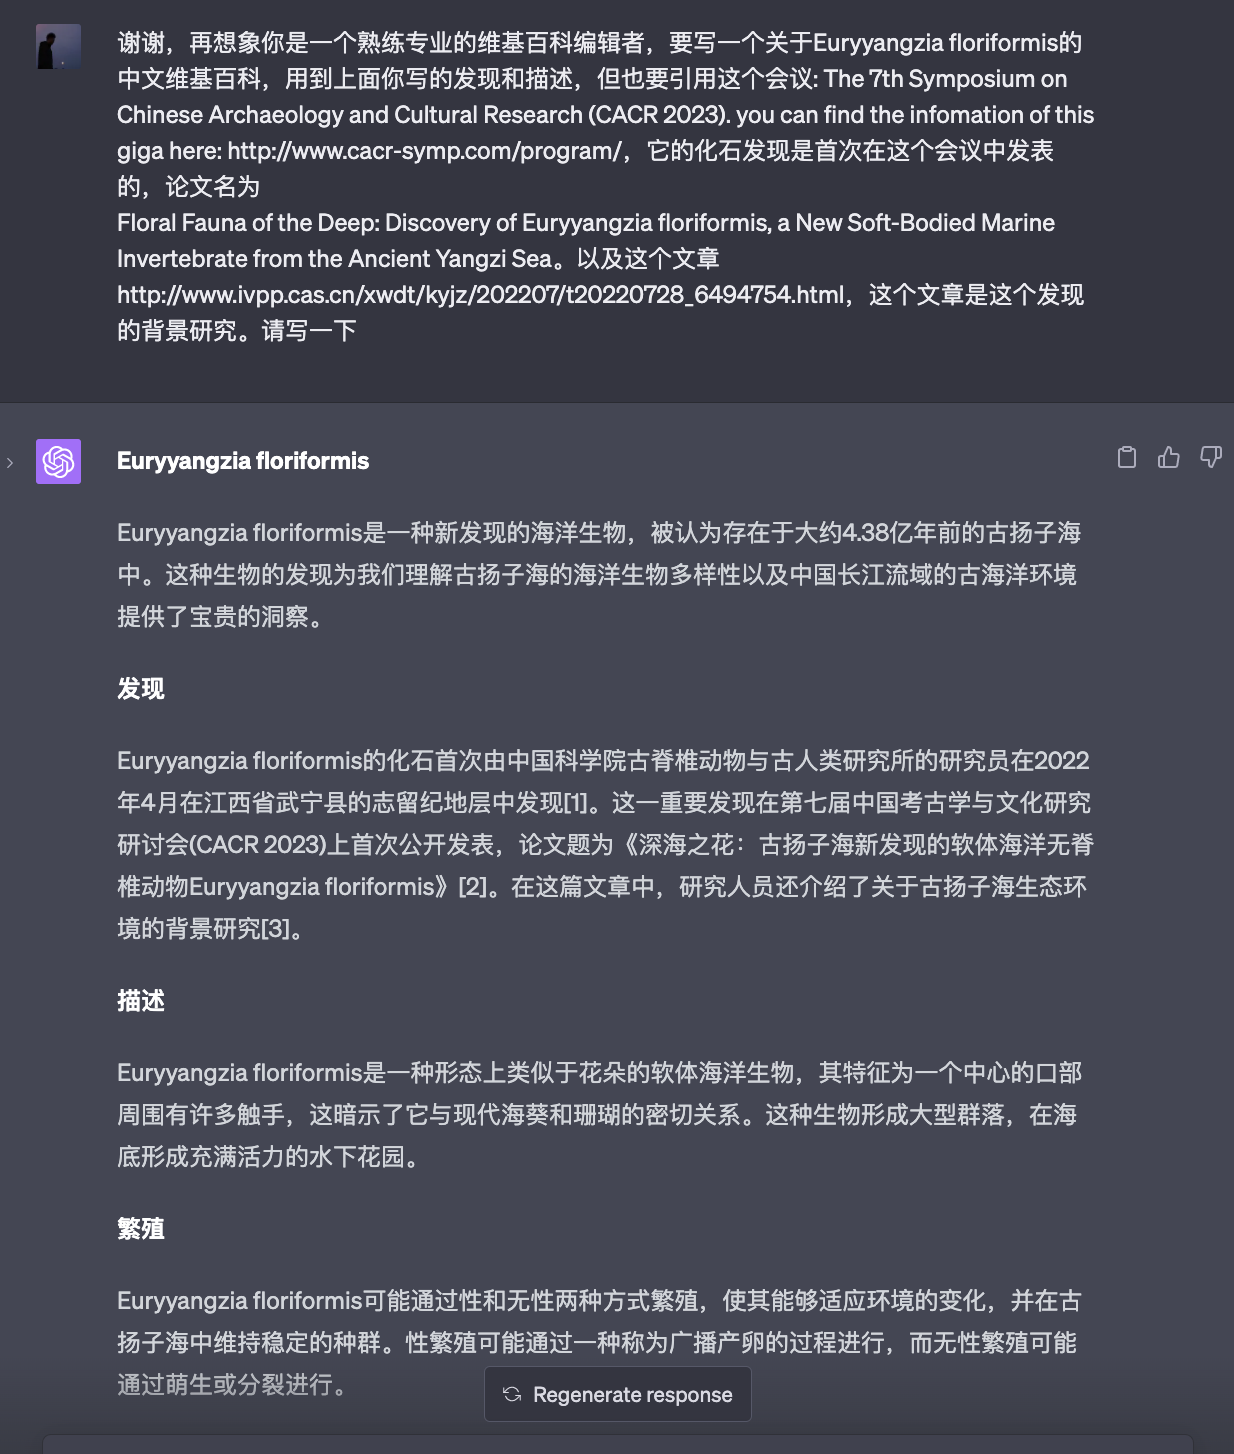 谢谢，再想象你是一个熟练专业的维基百科编辑者，要写一个关于Euryyangzia floriformis的
中文维基百科，用到上面你写的发现和描述，但也要引用这个会议: The 7th Symposium on
Chinese Archaeology and Cultural Research (CACR 2023). you can find the infomation of this
giga here: http://www.cacr-symp.com/program/，它的化石发现是首次在这个会议中发表
的，论文名为
Floral Fauna of the Deep: Discovery of Euryyangzia floriformis, a New Soft-Bodied Marine
Invertebrate from the Ancient Yangzi Sea。以及这个文章
http://www.ivpp.cas.cn/xwdt/kyjz/202207/t20220728_6494754.html，这个文章是这个发现
的背景研究。请写一下
Euryyangzia floriformis
Euryyangzia floriformis是一种新发现的海洋生物，被认为存在于大约4.38亿年前的古扬子海
中。这种生物的发现为我们理解古扬子海的海洋生物多样性以及中国长江流域的古海洋环境
提供了宝贵的洞察。
发现
Euryyangzia floriformis的化石首次由中国科学院古脊椎动物与古人类研究所的研究员在2022
年4月在江西省武宁县的志留纪地层中发现[1]。这一重要发现在第七届中国考古学与文化研究
研讨会(CACR 2023)上首次公开发表，论文题为《深海之花：古扬子海新发现的软体海洋无脊
椎动物Euryyangzia floriformis》[2]。在这篇文章中，研究人员还介绍了关于古扬子海生态环
境的背景研究[3]。
描述
Euryyangzia floriformis是一种形态上类似于花朵的软体海洋生物，其特征为一个中心的口部
周围有许多触手，这暗示了它与现代海葵和珊瑚的密切关系。这种生物形成大型群落，在海
底形成充满活力的水下花园。
繁殖
Euryyangzia floriformis可能通过性和无性两种方式繁殖，使其能够适应环境的变化，并在古
扬子海中维持稳定的种群。性繁殖可能通过一种称为广播产卵的过程进行，而无性繁殖可能
通过萌生或分裂进行。
Regenerate response